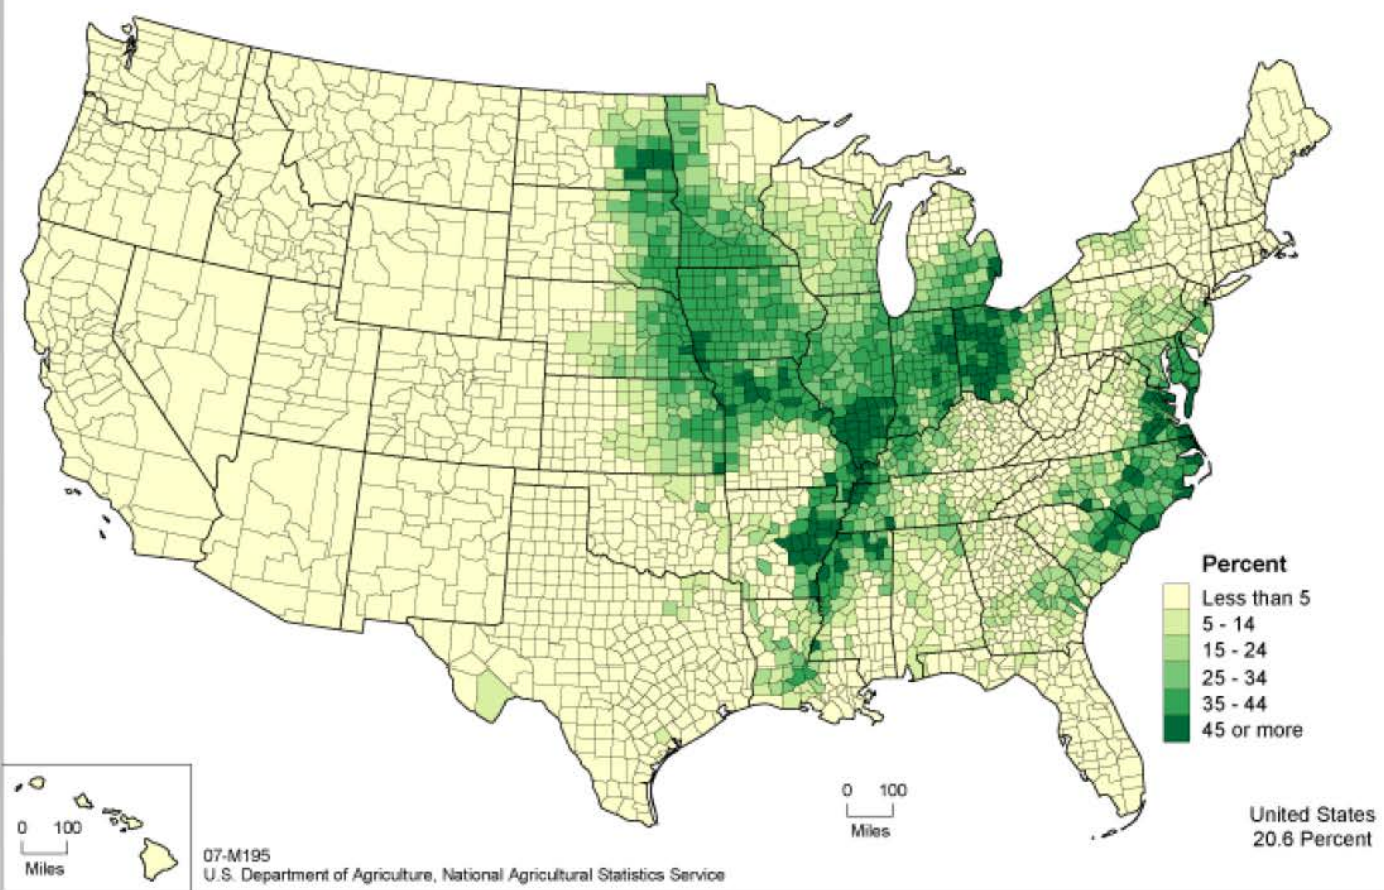 Percent
Less than 5
5 - 14
15 - 24
25 - 34
35 - 44
45 or more
0 100
Miles
United States
20.6 Percent
0 100
Miles
07-M195
U.S. Department of Agriculture, National Agricultural Statistics Service